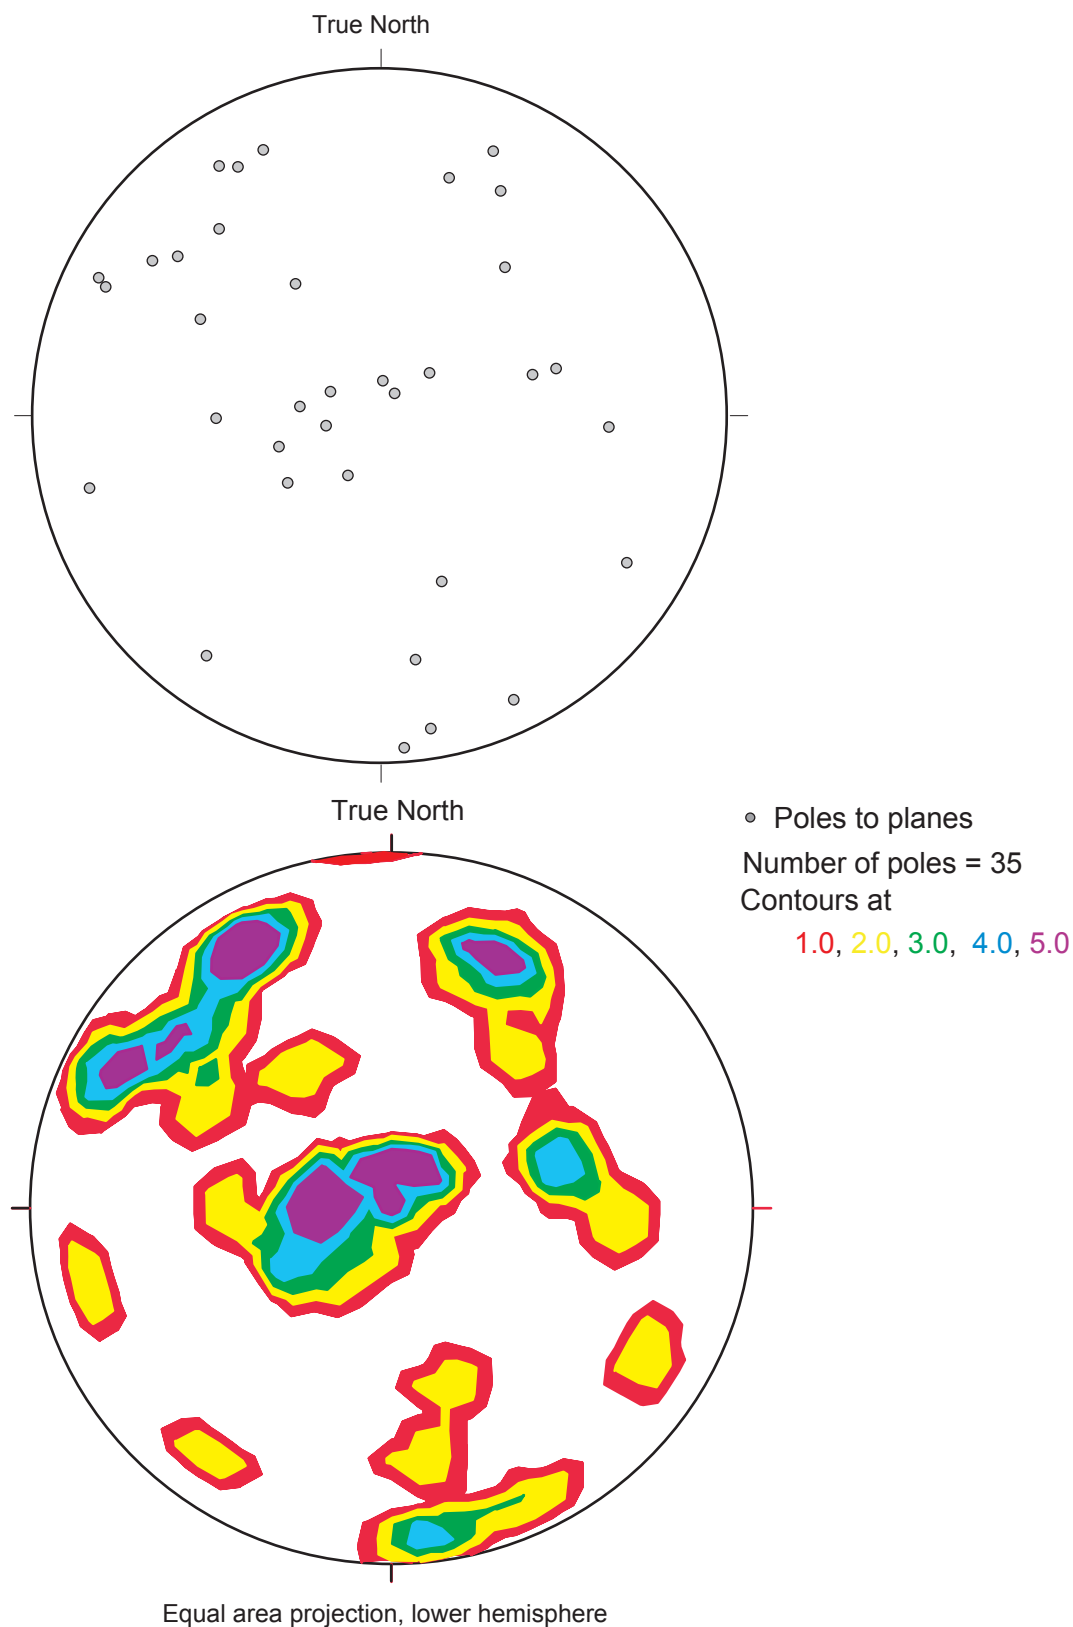 True North
True North
Poles to planes
Number of poles = 35
Contours at
1.0, 2.0, 3.0, 4.0, 5.0
Equal area projection, lower hemisphere